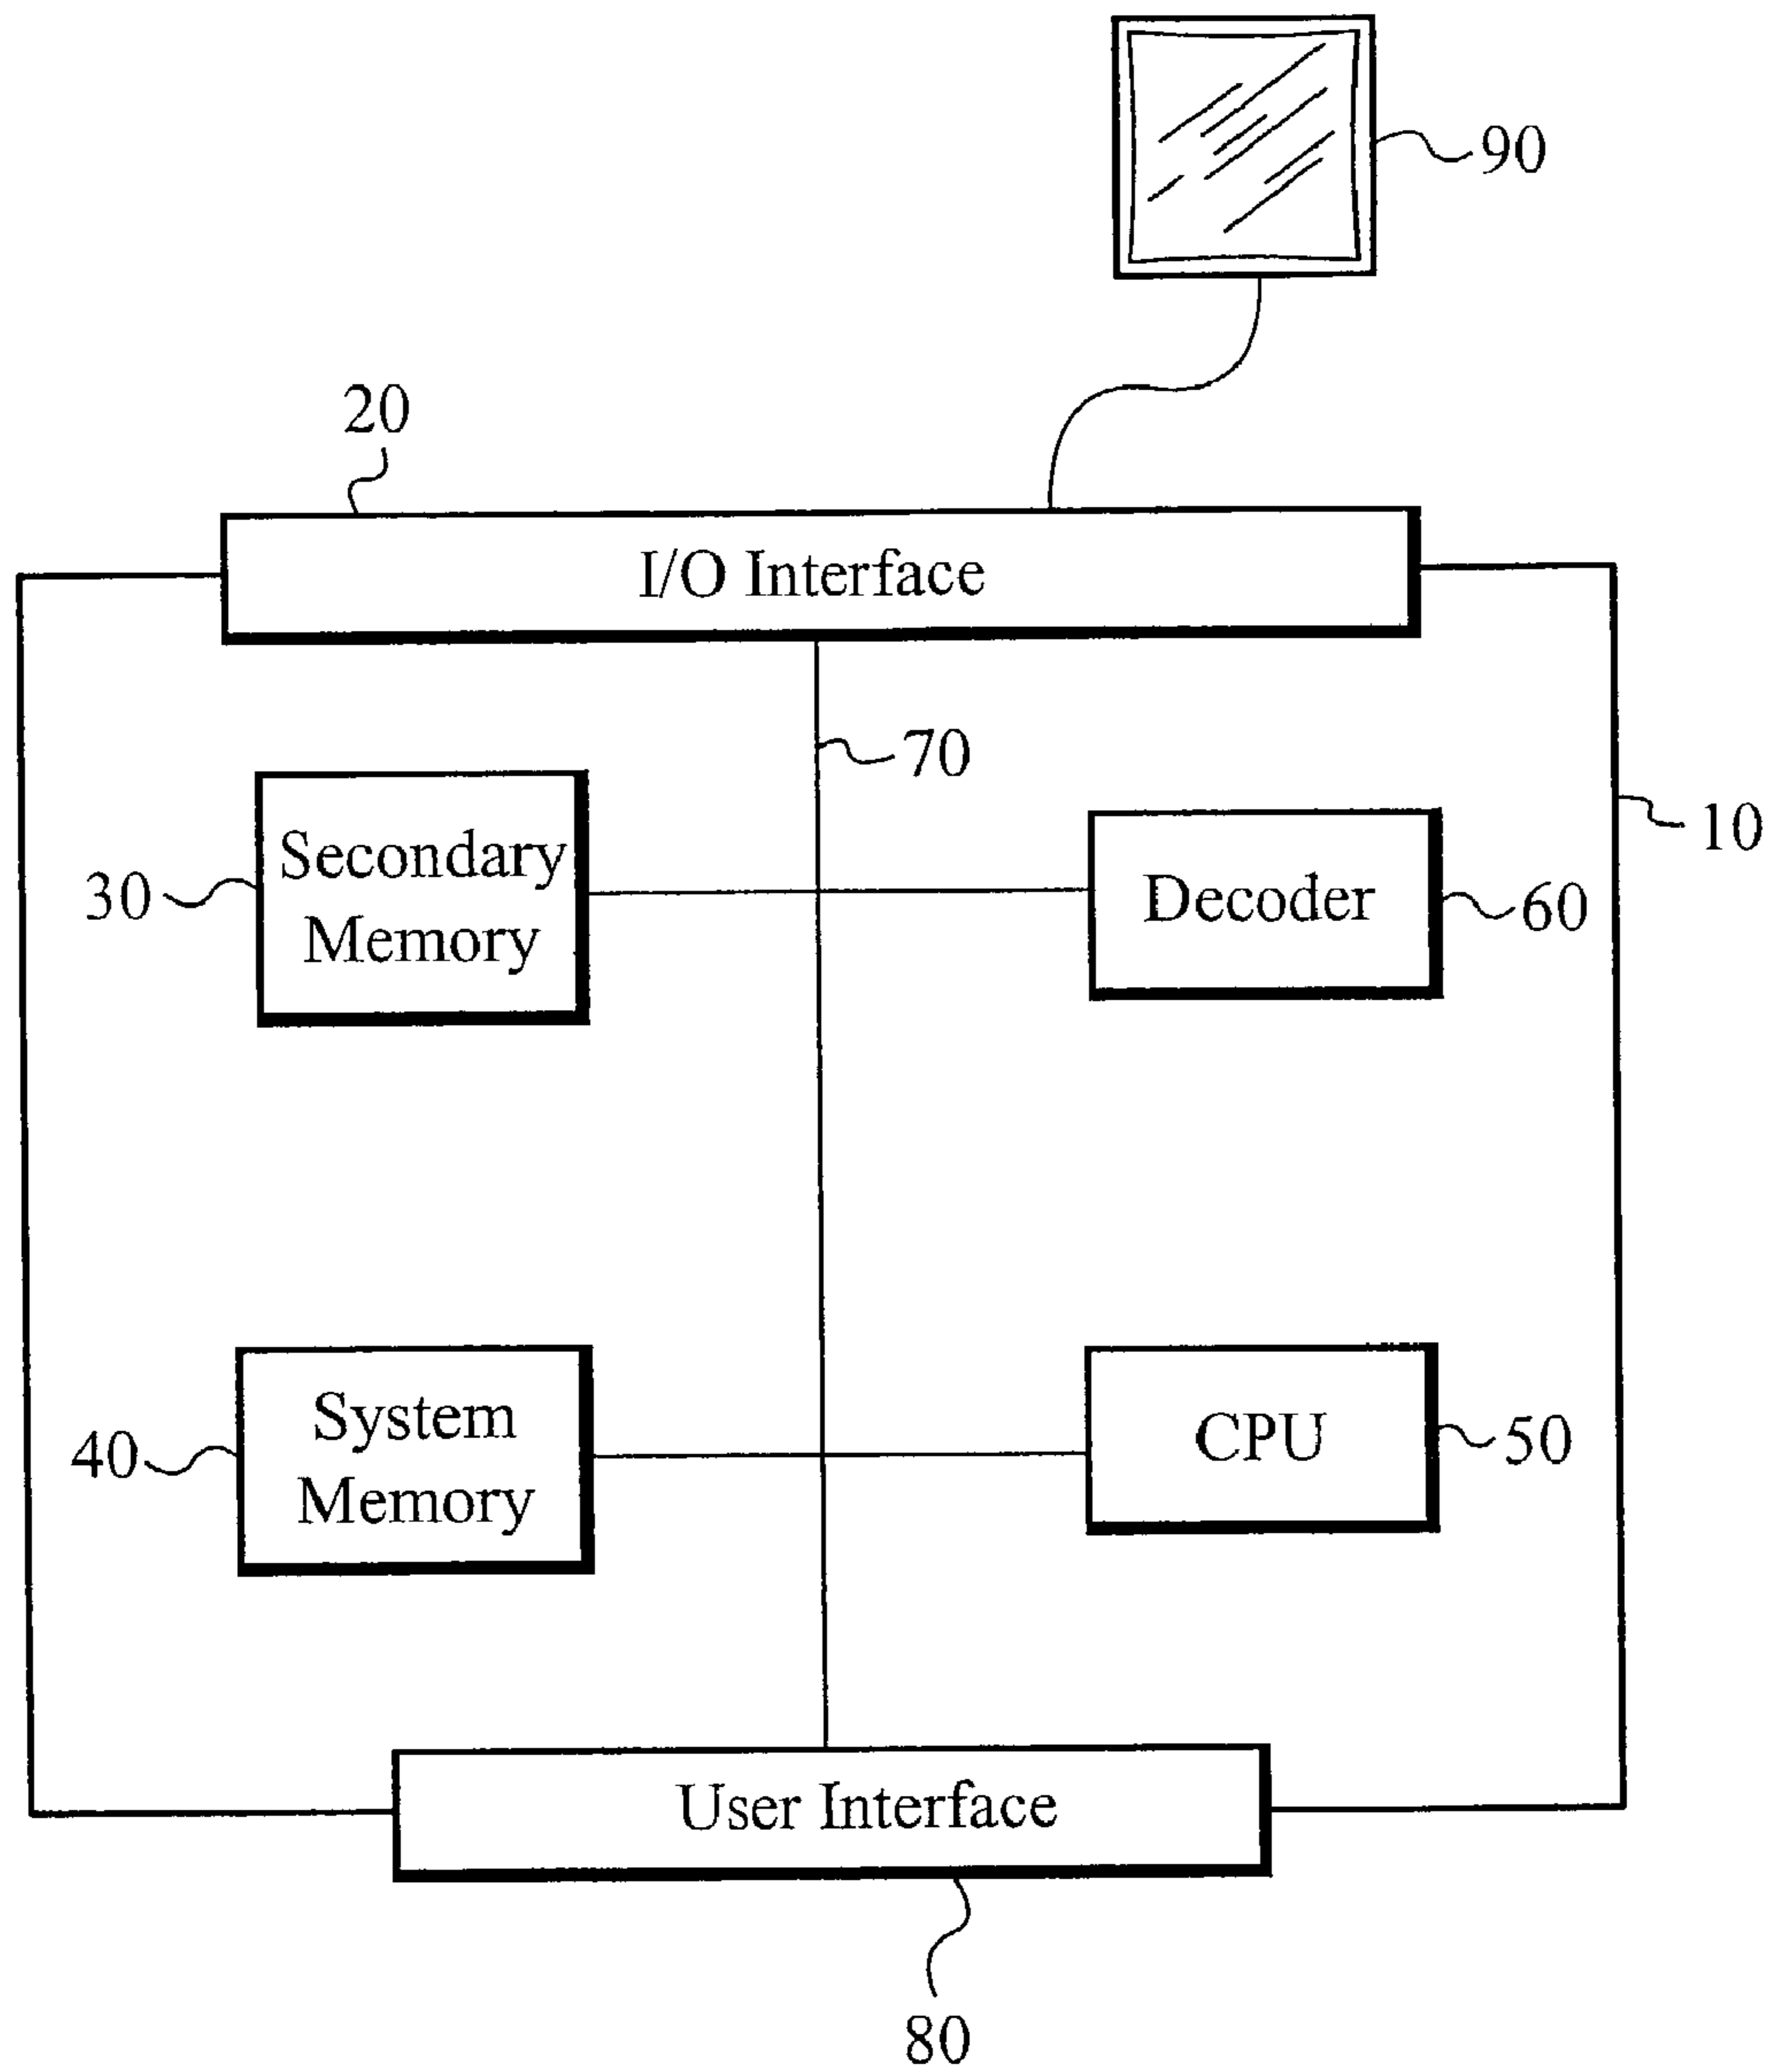 90
20
I/O Interface
70
10
Secondary
Memory
30
Decoder
60
System
Memory
40
CPU
50
User Interface
80